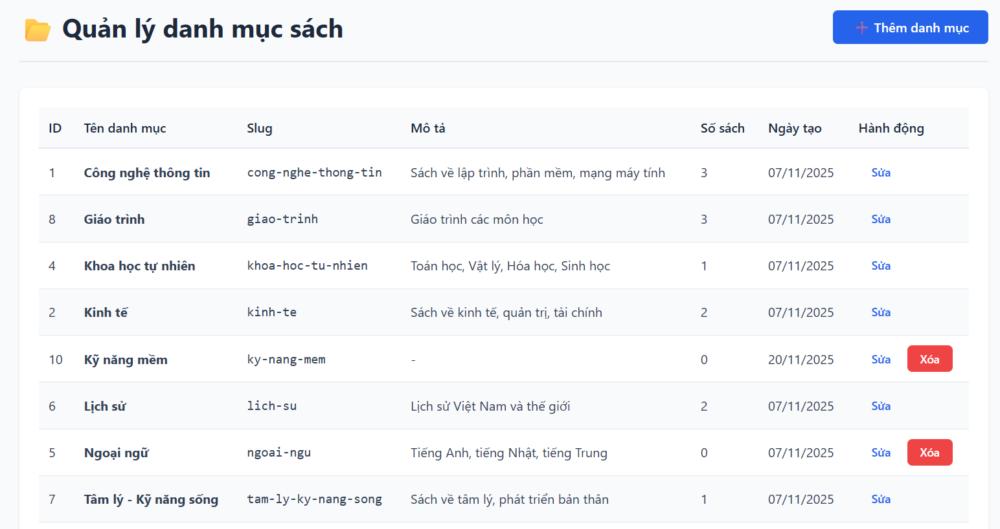 Quản lý danh mục sách
Thêm danh mục
ID Tên danh mục Slug Mô tả Số sách Ngày tạo Hành động
1 Công nghệ thông tin cong-nghe-thong-tin Sách về lập trình, phần mềm, mạng máy tính 3 07/11/2025 Sửa
8 Giáo trình giao-trinh Giáo trình các môn học 3 07/11/2025 Sửa
4 Khoa học tự nhiên khoa-hoc-tu-nhien Toán học, Vật lý, Hóa học, Sinh học 1 07/11/2025 Sửa
2 Kinh tế kinh-te Sách về kinh tế, quản trị, tài chính 2 07/11/2025 Sửa
10 Kỹ năng mềm ky-nang-mem - 0 20/11/2025 Sửa Xóa
6 Lịch sử lich-su Lịch sử Việt Nam và thế giới 2 07/11/2025 Sửa
5 Ngoại ngữ ngoai-ngu Tiếng Anh, tiếng Nhật, tiếng Trung 0 07/11/2025 Sửa Xóa
7 Tâm lý - Kỹ năng sống tam-ly-ky-nang-song Sách về tâm lý, phát triển bản thân 1 07/11/2025 Sửa